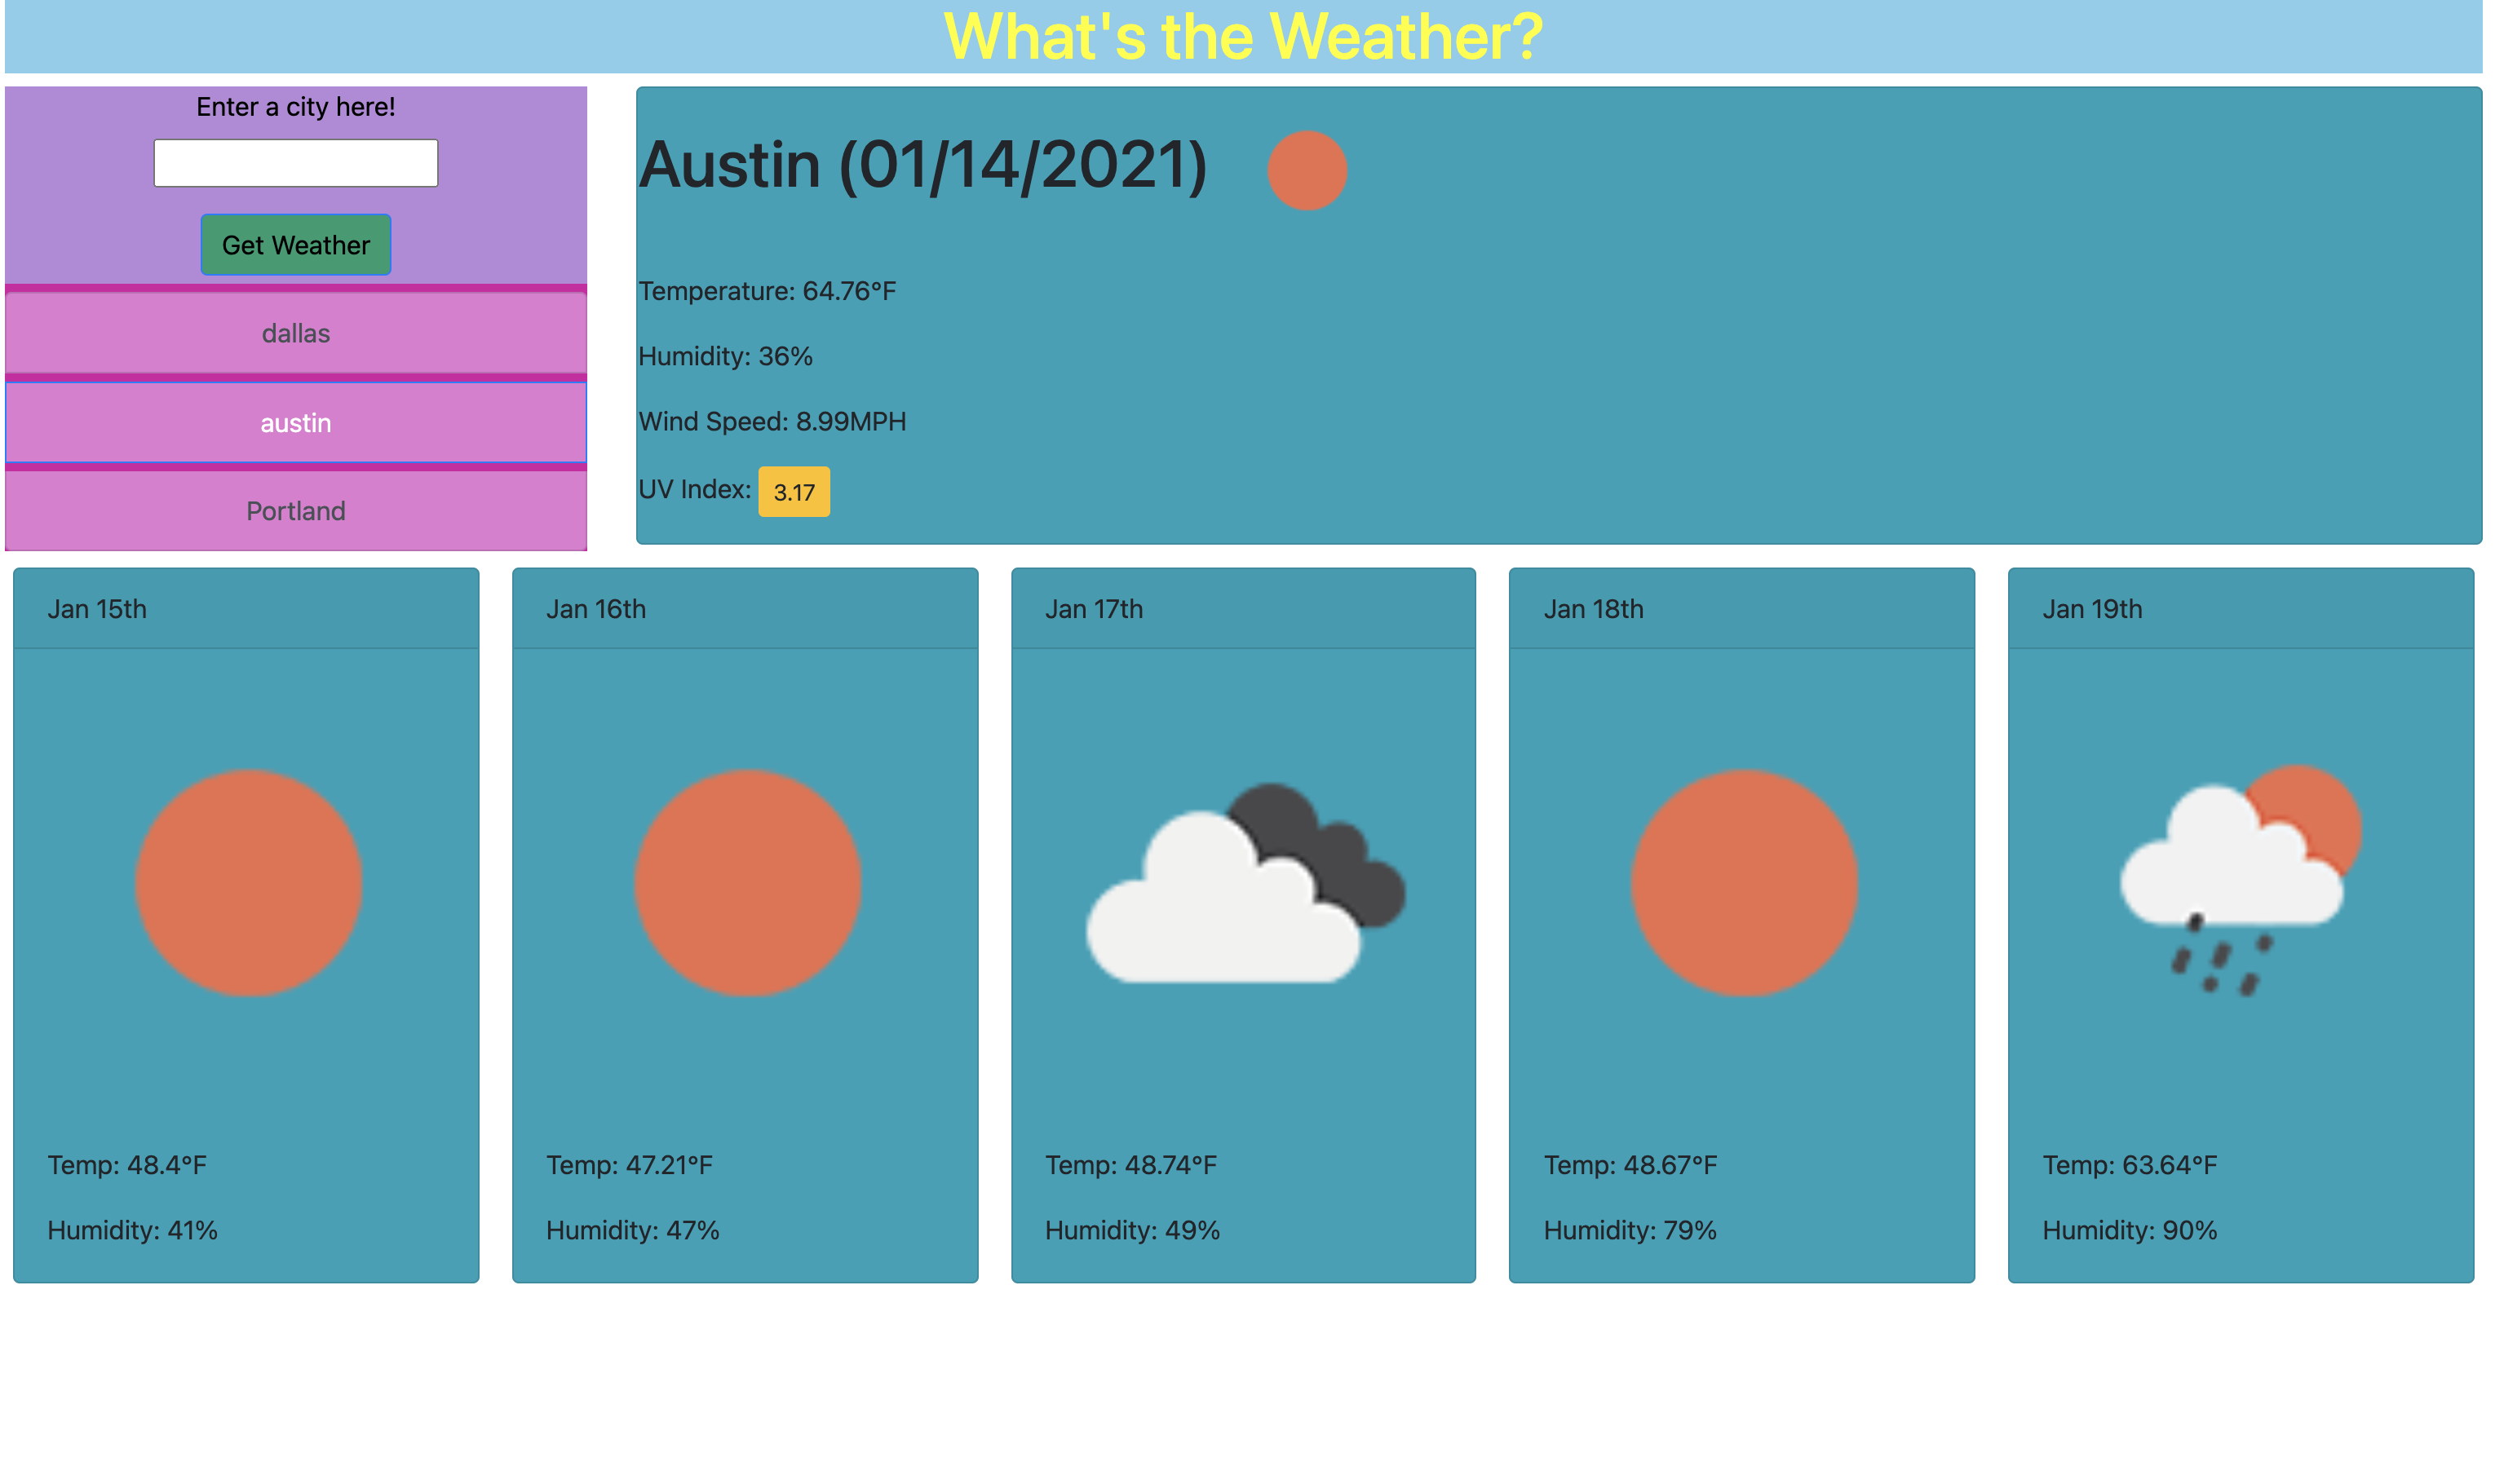 What's the Weather?
Enter a city here!
Get Weather
dallas
austin
Portland
Austin (01/14/2021)
Temperature: 64.76°F
Humidity: 36%
Wind Speed: 8.99MPH
UV Index: 3.17
Jan 15th
Temp: 48.4°F
Humidity: 41%
Jan 16th
Temp: 47.21°F
Humidity: 47%
Jan 17th
Temp: 48.74°F
Humidity: 49%
Jan 18th
Temp: 48.67°F
Humidity: 79%
Jan 19th
Temp: 63.64°F
Humidity: 90%